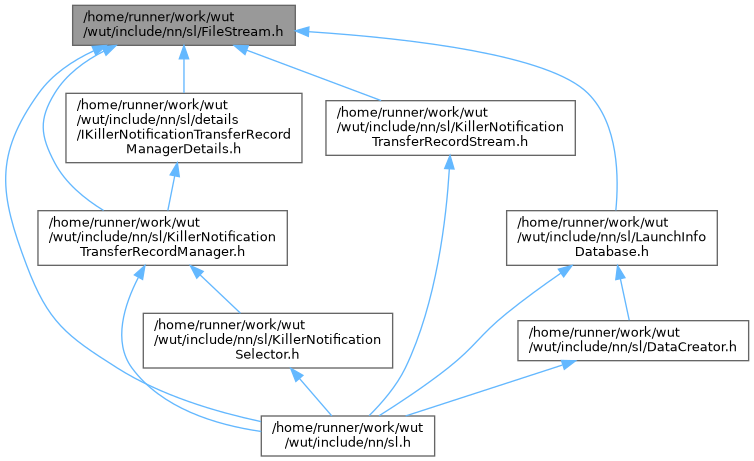 /home/runner/work/wut
/wut/include/nn/sl/FileStream.h
/home/runner/work/wut
/wut/include/nn/sl/details
/IKillerNotificationTransferRecord
ManagerDetails.h
/home/runner/work/wut
/wut/include/nn/sl/KillerNotification
TransferRecordStream.h
/home/runner/work/wut
/wut/include/nn/sl/KillerNotification
TransferRecordManager.h
/home/runner/work/wut
/wut/include/nn/sl/LaunchInfo
Database.h
/home/runner/work/wut
/wut/include/nn/sl/KillerNotification
Selector.h
/home/runner/work/wut
/wut/include/nn/sl/DataCreator.h
/home/runner/work/wut
/wut/include/nn/sl.h